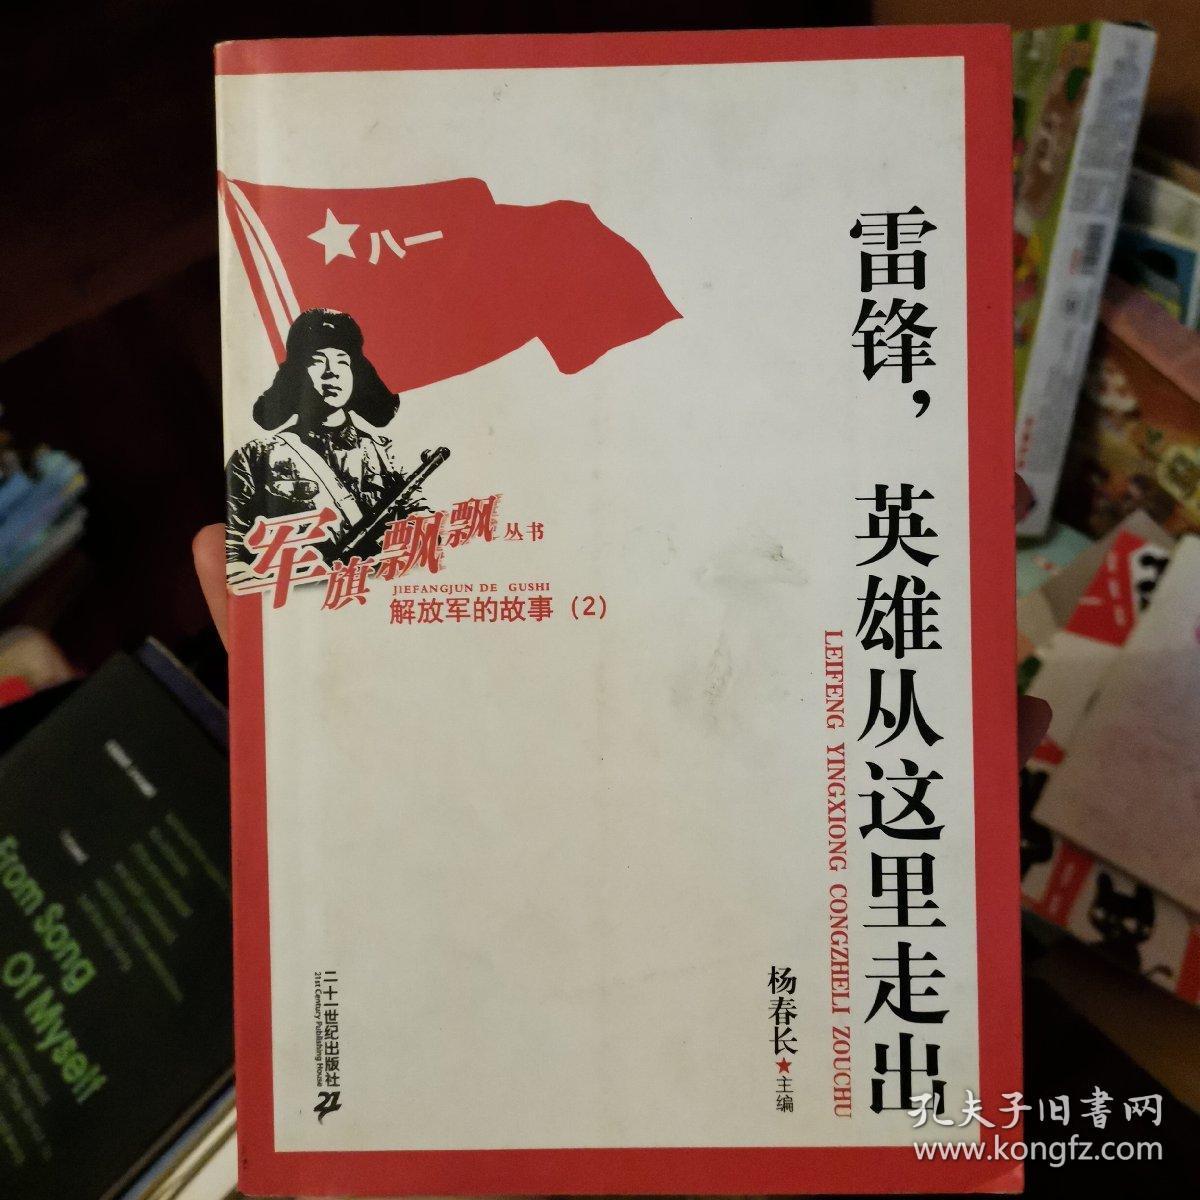 雷锋，英雄从这里走出
LEIFENG YINGXIONG CONGZHELI ZOUCHU
杨春长★主编
八一
军旗飘飘丛书
JIEFANGJUN DE GUSHI
解放军的故事（2）
二十一世纪出版社
21st Century Publishing House
From Song
Of Myself
孔夫子旧书网
www.kongfz.com